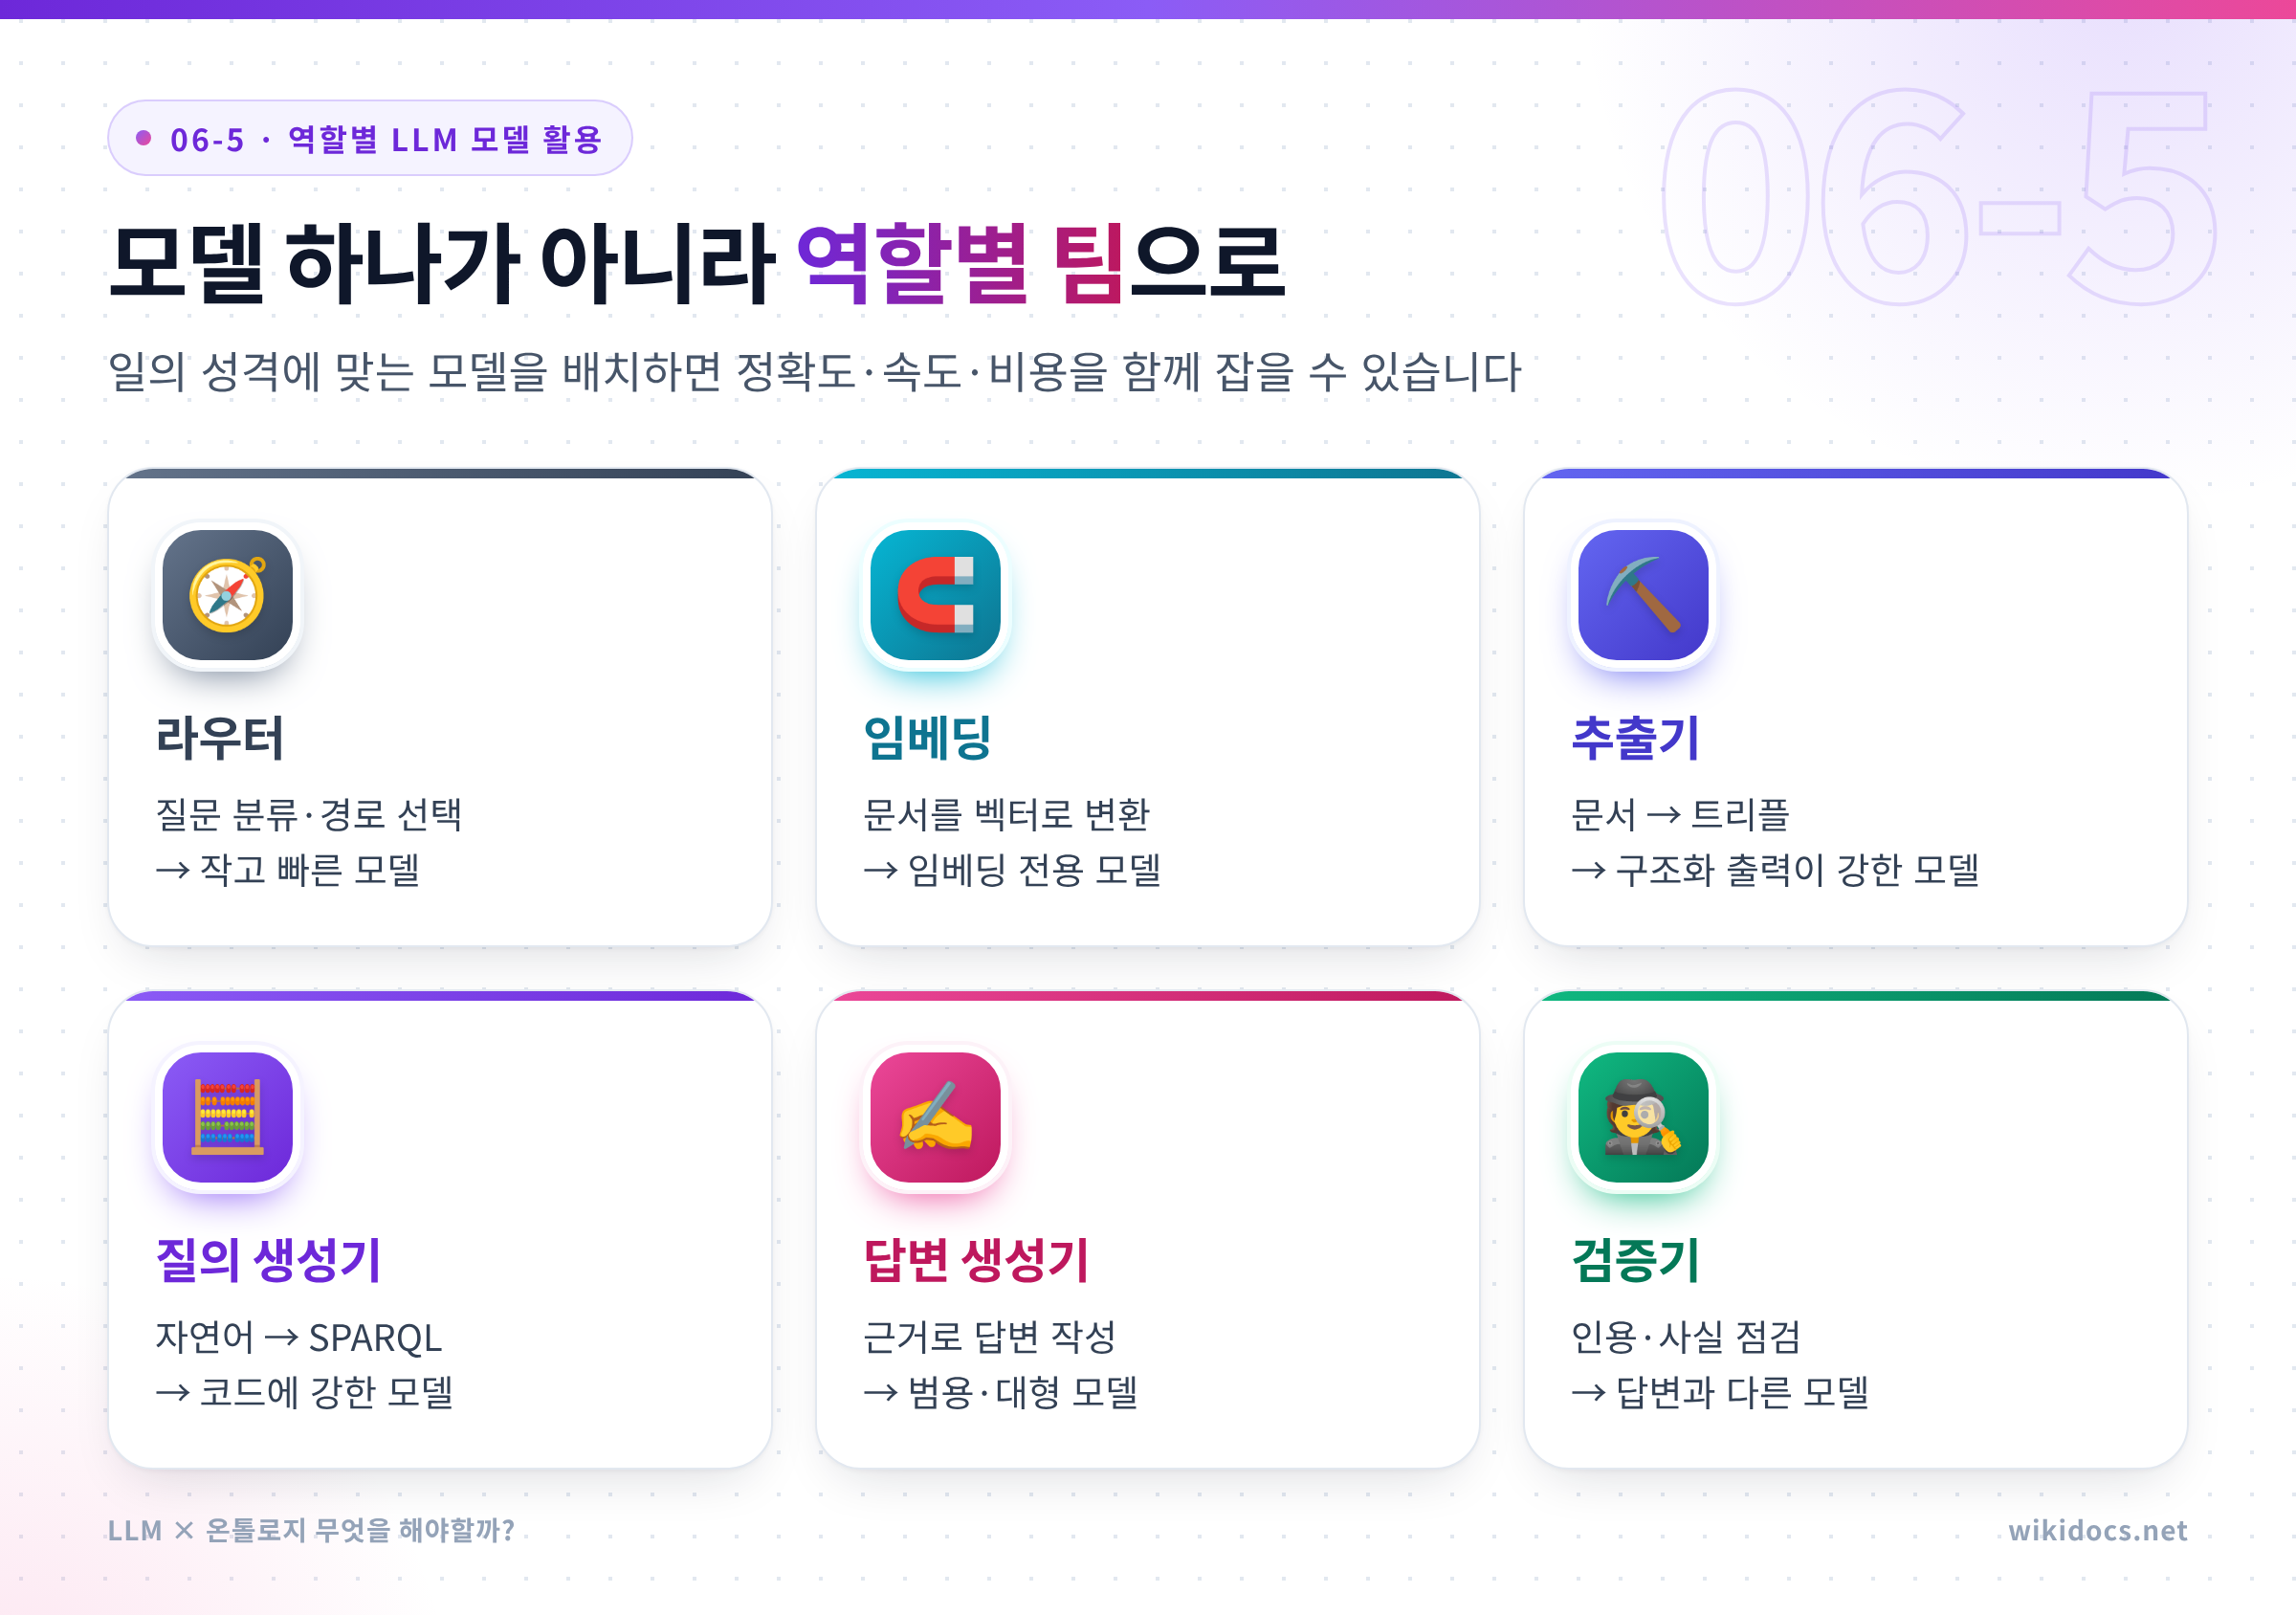 06-5 · 역할별 LLM 모델 활용
06-5
모델 하나가 아니라 역할별 팀으로
일의 성격에 맞는 모델을 배치하면 정확도·속도·비용을 함께 잡을 수 있습니다
라우터
질문 분류·경로 선택
→ 작고 빠른 모델
임베딩
문서를 벡터로 변환
→ 임베딩 전용 모델
추출기
문서 → 트리플
→ 구조화 출력이 강한 모델
질의 생성기
자연어 → SPARQL
→ 코드에 강한 모델
답변 생성기
근거로 답변 작성
→ 범용·대형 모델
검증기
인용·사실 점검
→ 답변과 다른 모델
LLM × 온톨로지 무엇을 해야할까?
wikidocs.net